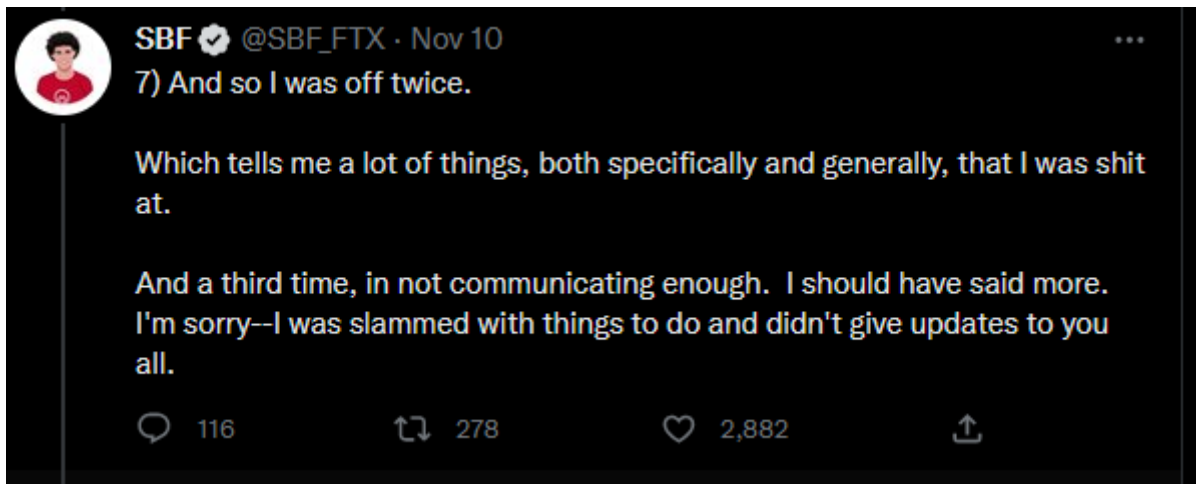 SBF @SBF_FTX · Nov 10
7) And so I was off twice.
Which tells me a lot of things, both specifically and generally, that I was shit
at.
And a third time, in not communicating enough.  I should have said more.
I'm sorry--I was slammed with things to do and didn't give updates to you
all.
116 278 2,882